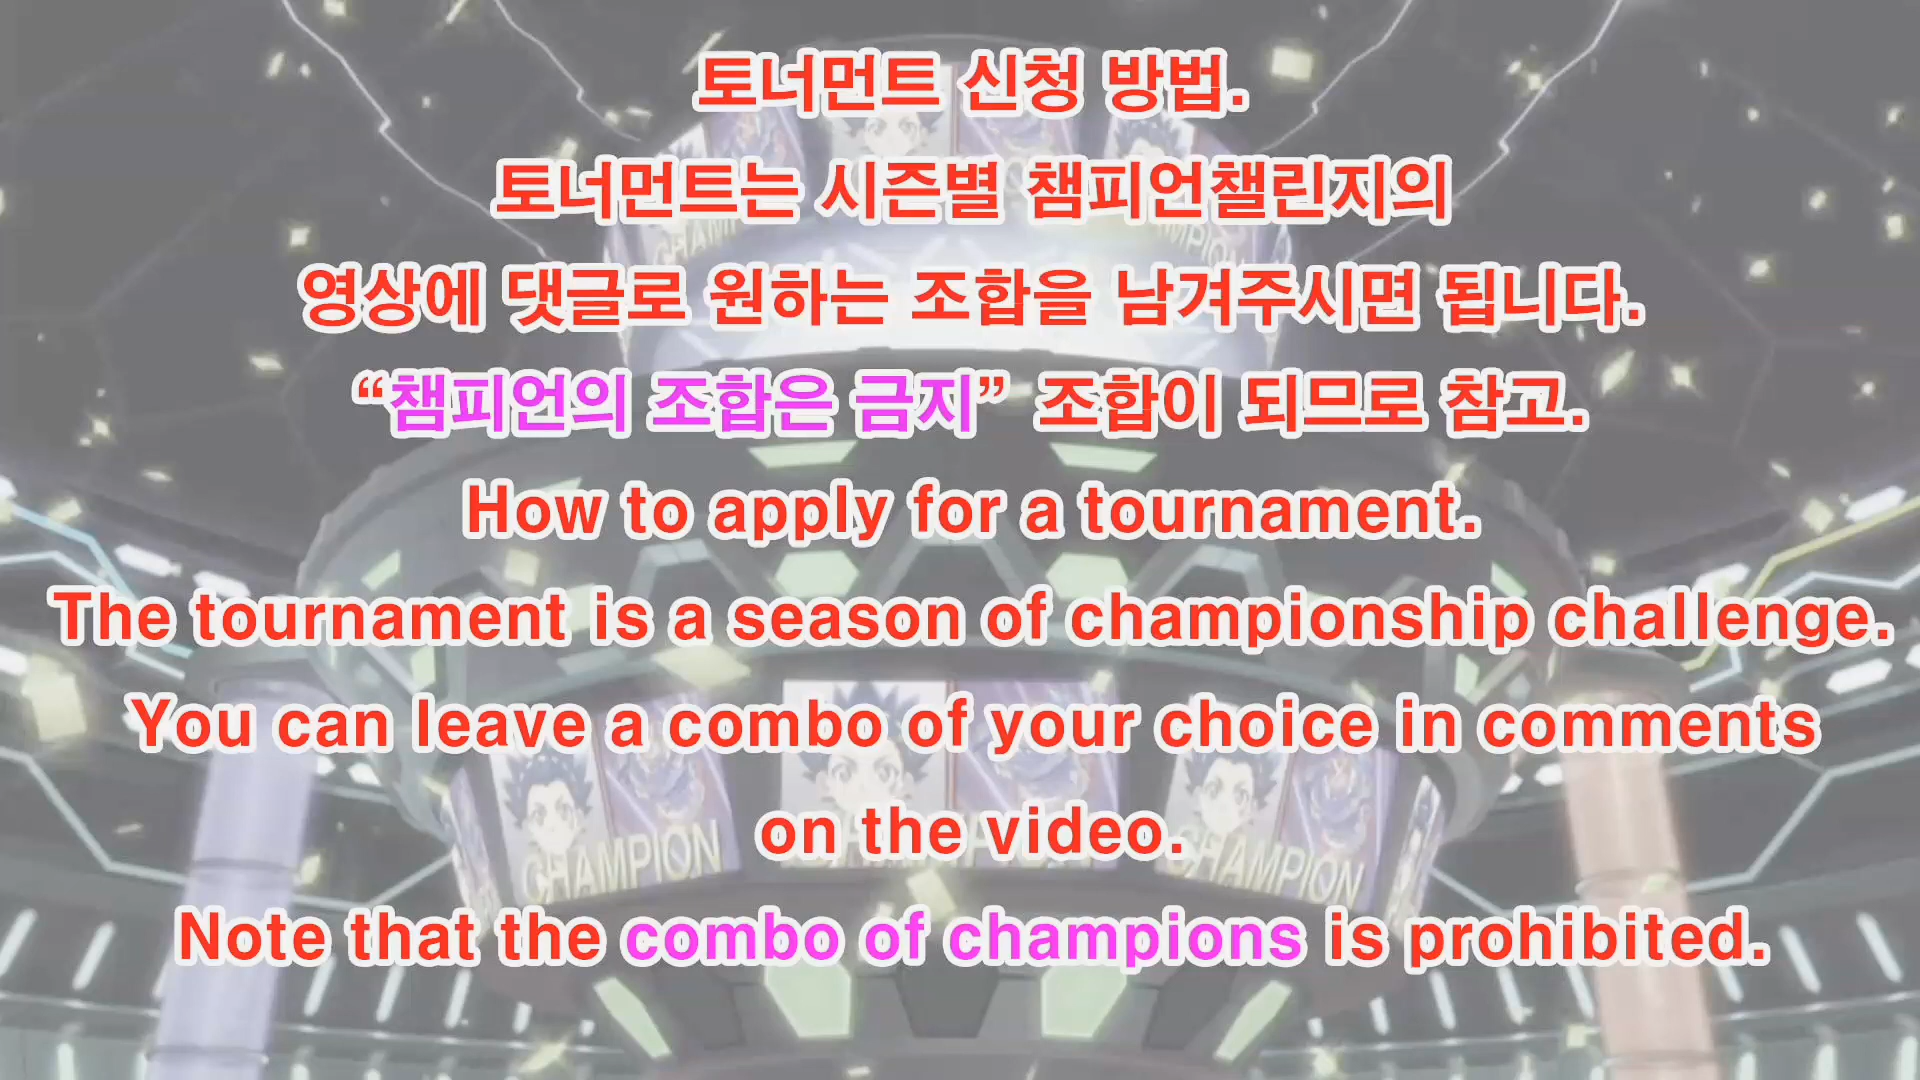 토너먼트 신청 방법.
토너먼트는 시즌별 챔피언챌린지의
영상에 댓글로 원하는 조합을 남겨주시면 됩니다.
“챔피언의 조합은 금지” 조합이 되므로 참고.
How to apply for a tournament.
The tournament is a season of championship challenge.
You can leave a combo of your choice in comments
on the video.
Note that the combo of champions is prohibited.
CHAMPION
CHAMPION